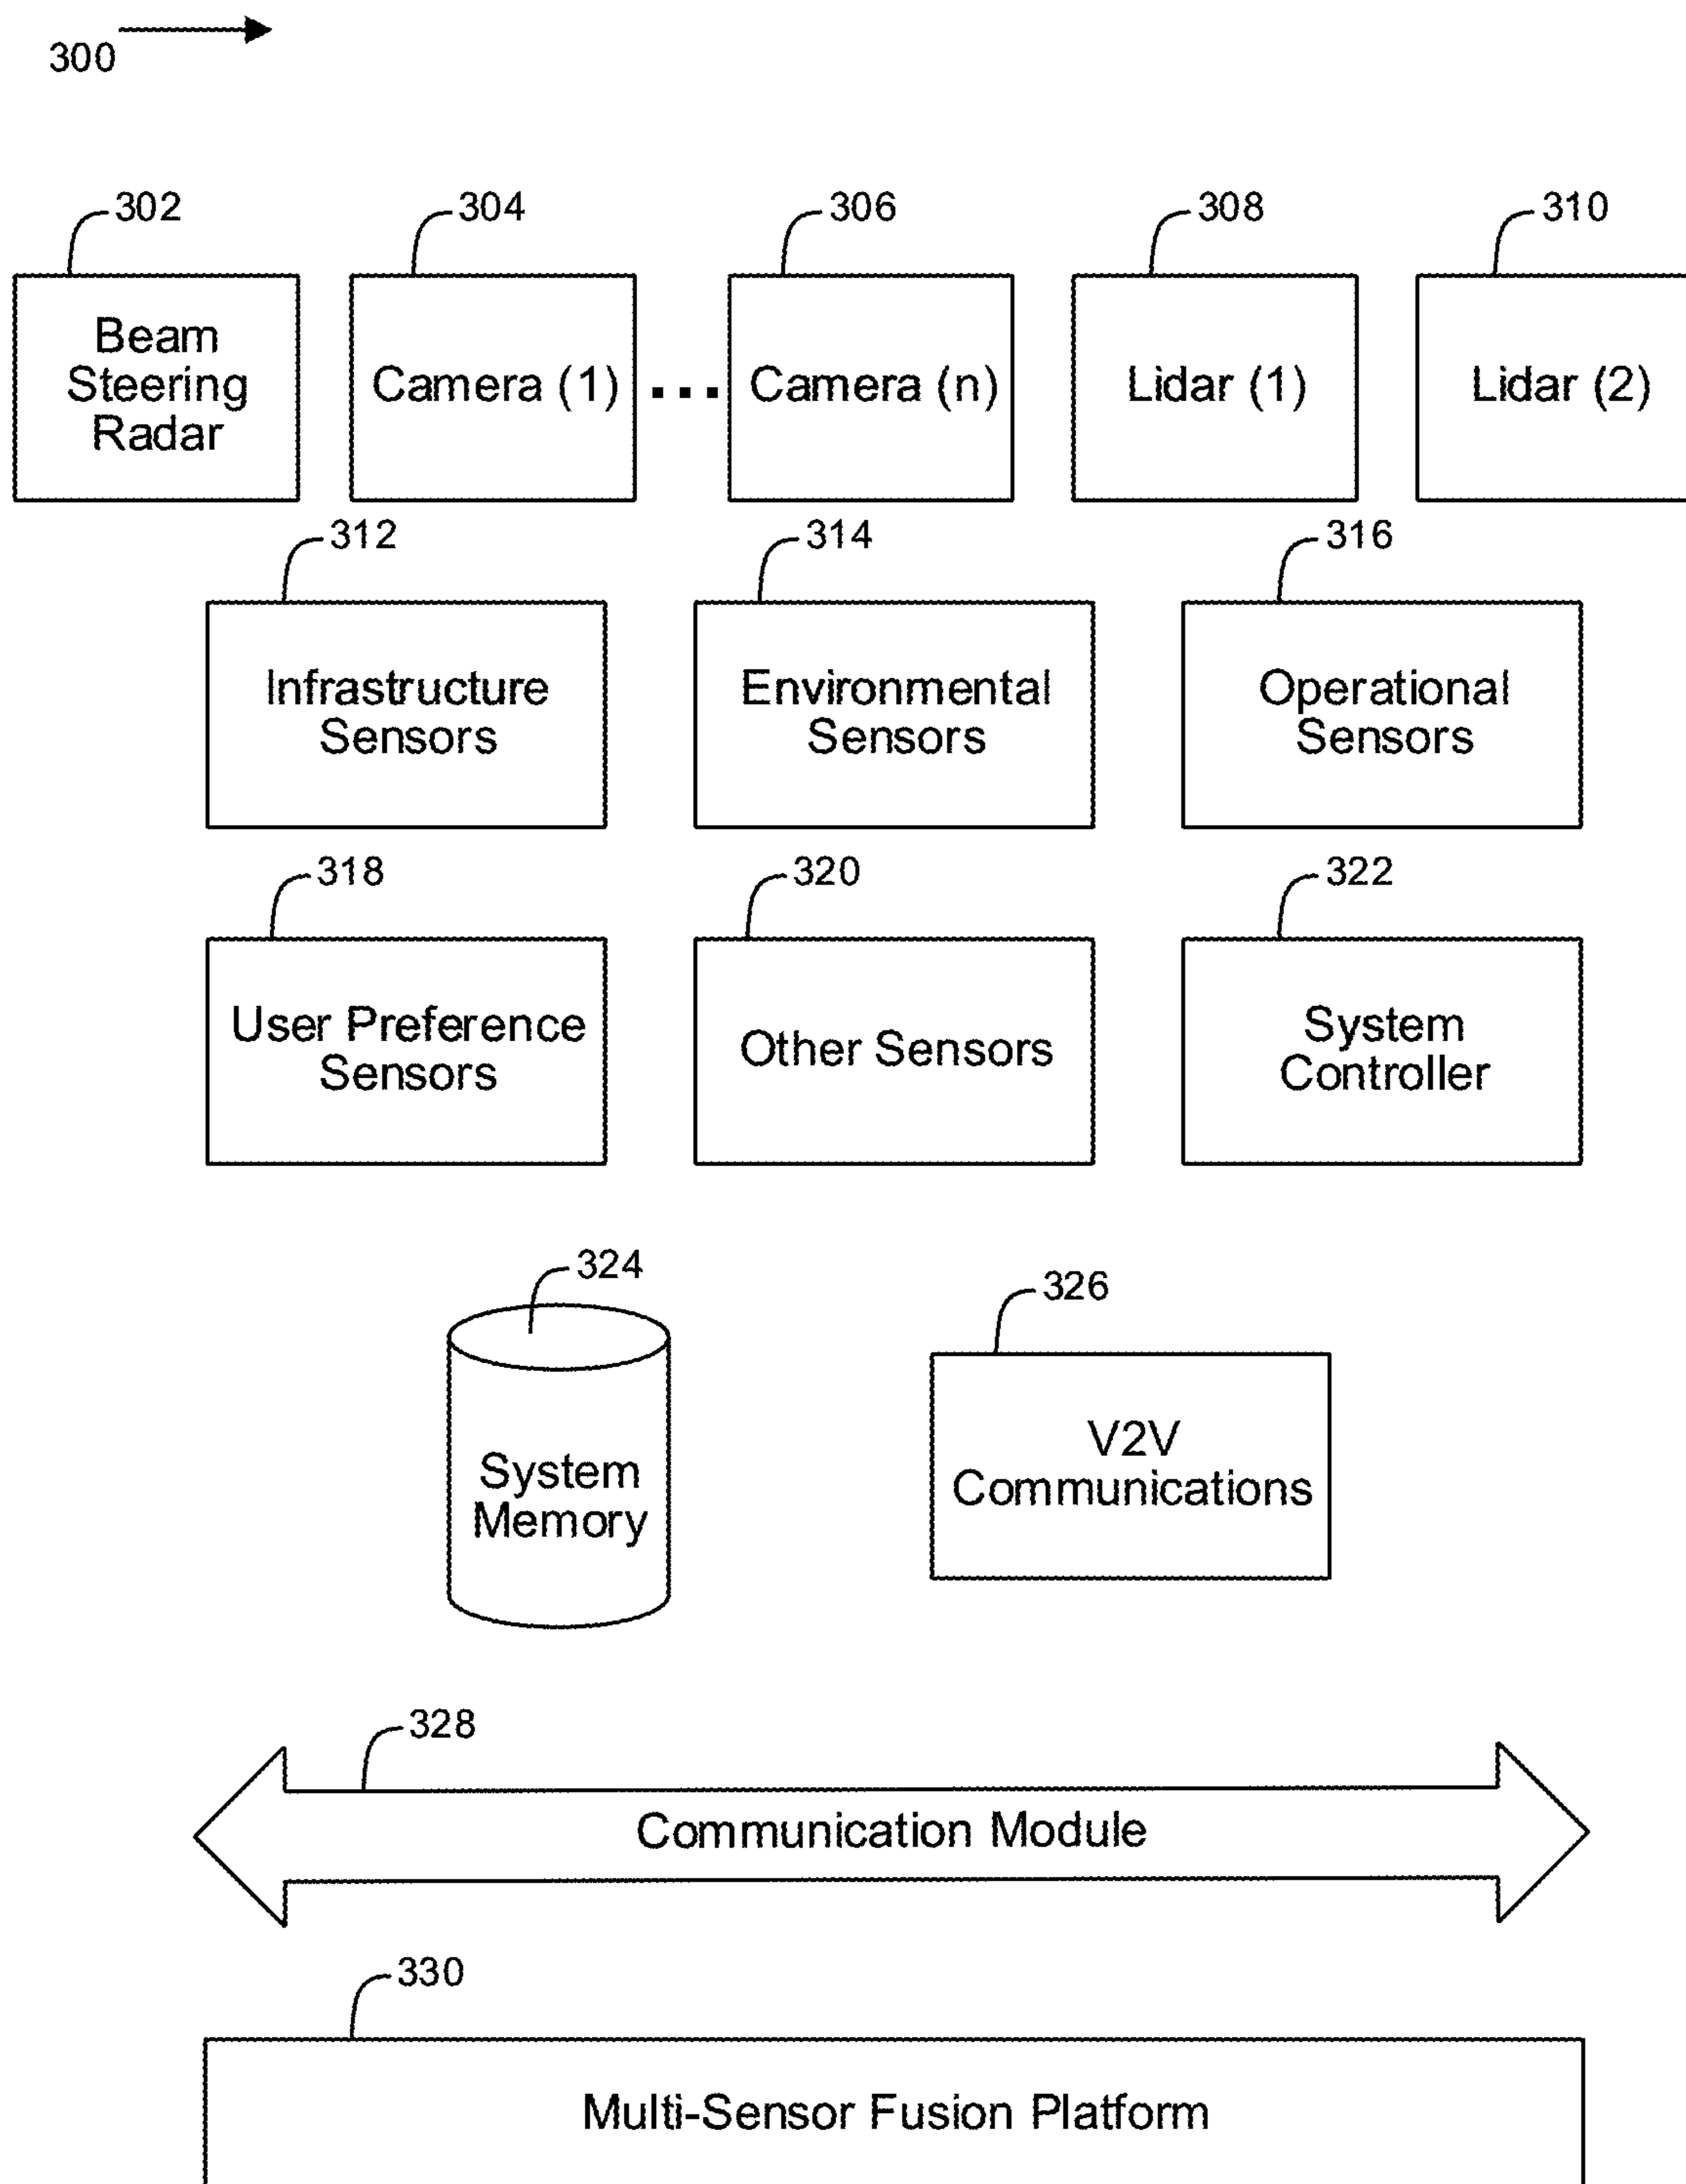 300
302
304
306
308
310
Beam
Steering
Radar
Camera (1)
...
Camera (n)
Lidar (1)
Lidar (2)
312
314
316
Infrastructure
Sensors
Environmental
Sensors
Operational
Sensors
318
320
322
User Preference
Sensors
Other Sensors
System
Controller
324
326
System
Memory
V2V
Communications
328
Communication Module
330
Multi-Sensor Fusion Platform